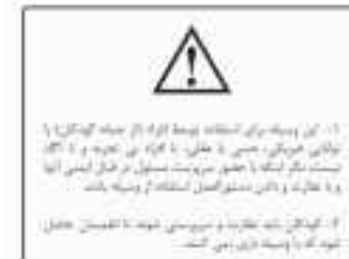 ۱- این وسیله برای استفاده توسط افراد (از جمله کودکان) با
توانایی فیزیکی، حسی یا عقلی، یا افراد بی تجربه و نا آگاه
نیست مگر اینکه با حضور سرپرست مسئول در قبال ایمنی آنها
و با نظارت و دادن دستورالعمل استفاده از وسیله باشد.
۲- کودکان باید نظارت و سرپرستی شوند تا اطمینان حاصل
شود که با وسیله بازی نمی کنند.